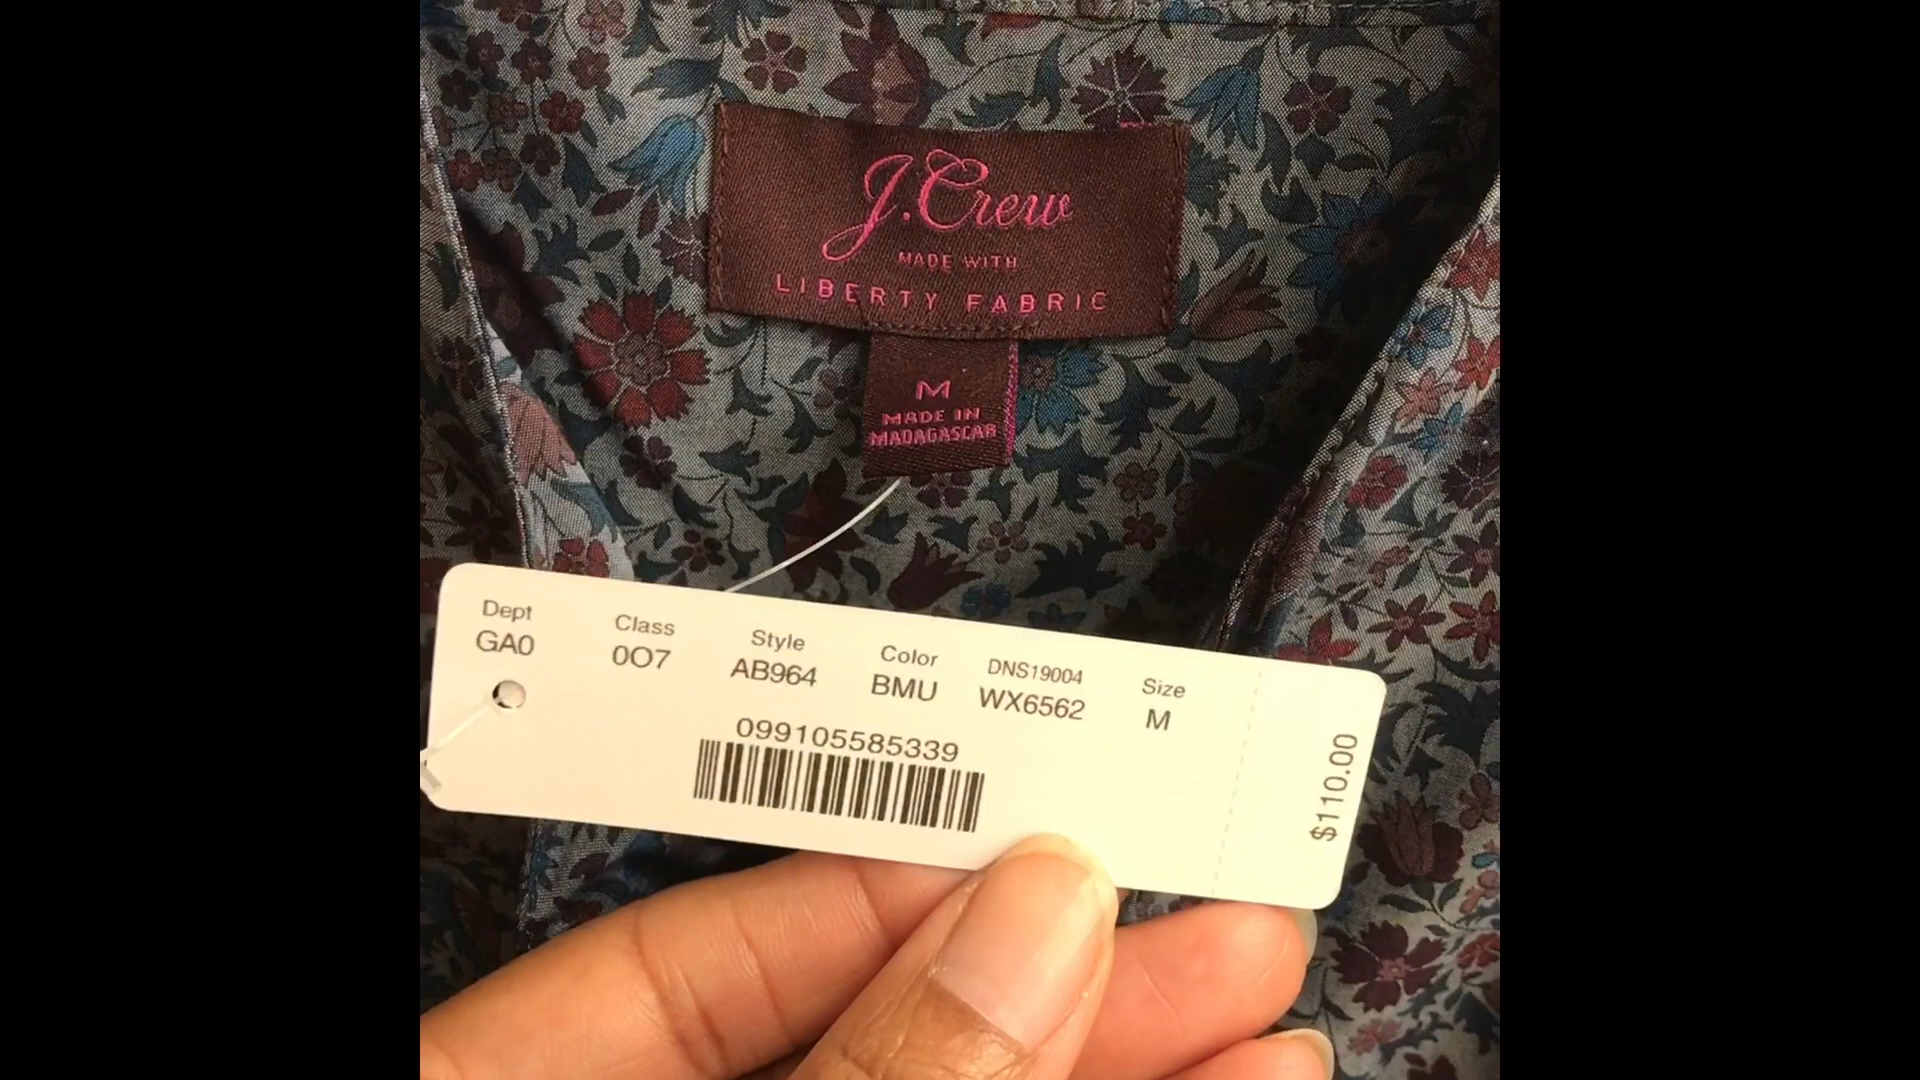 J.Crew
MADE WITH
LIBERTY FABRIC
M
MADE IN
MADAGASCAR
Dept Class Style Color DNS19004 Size
GA0 0O7 AB964 BMU WX6562 M
099105585339
$110.00